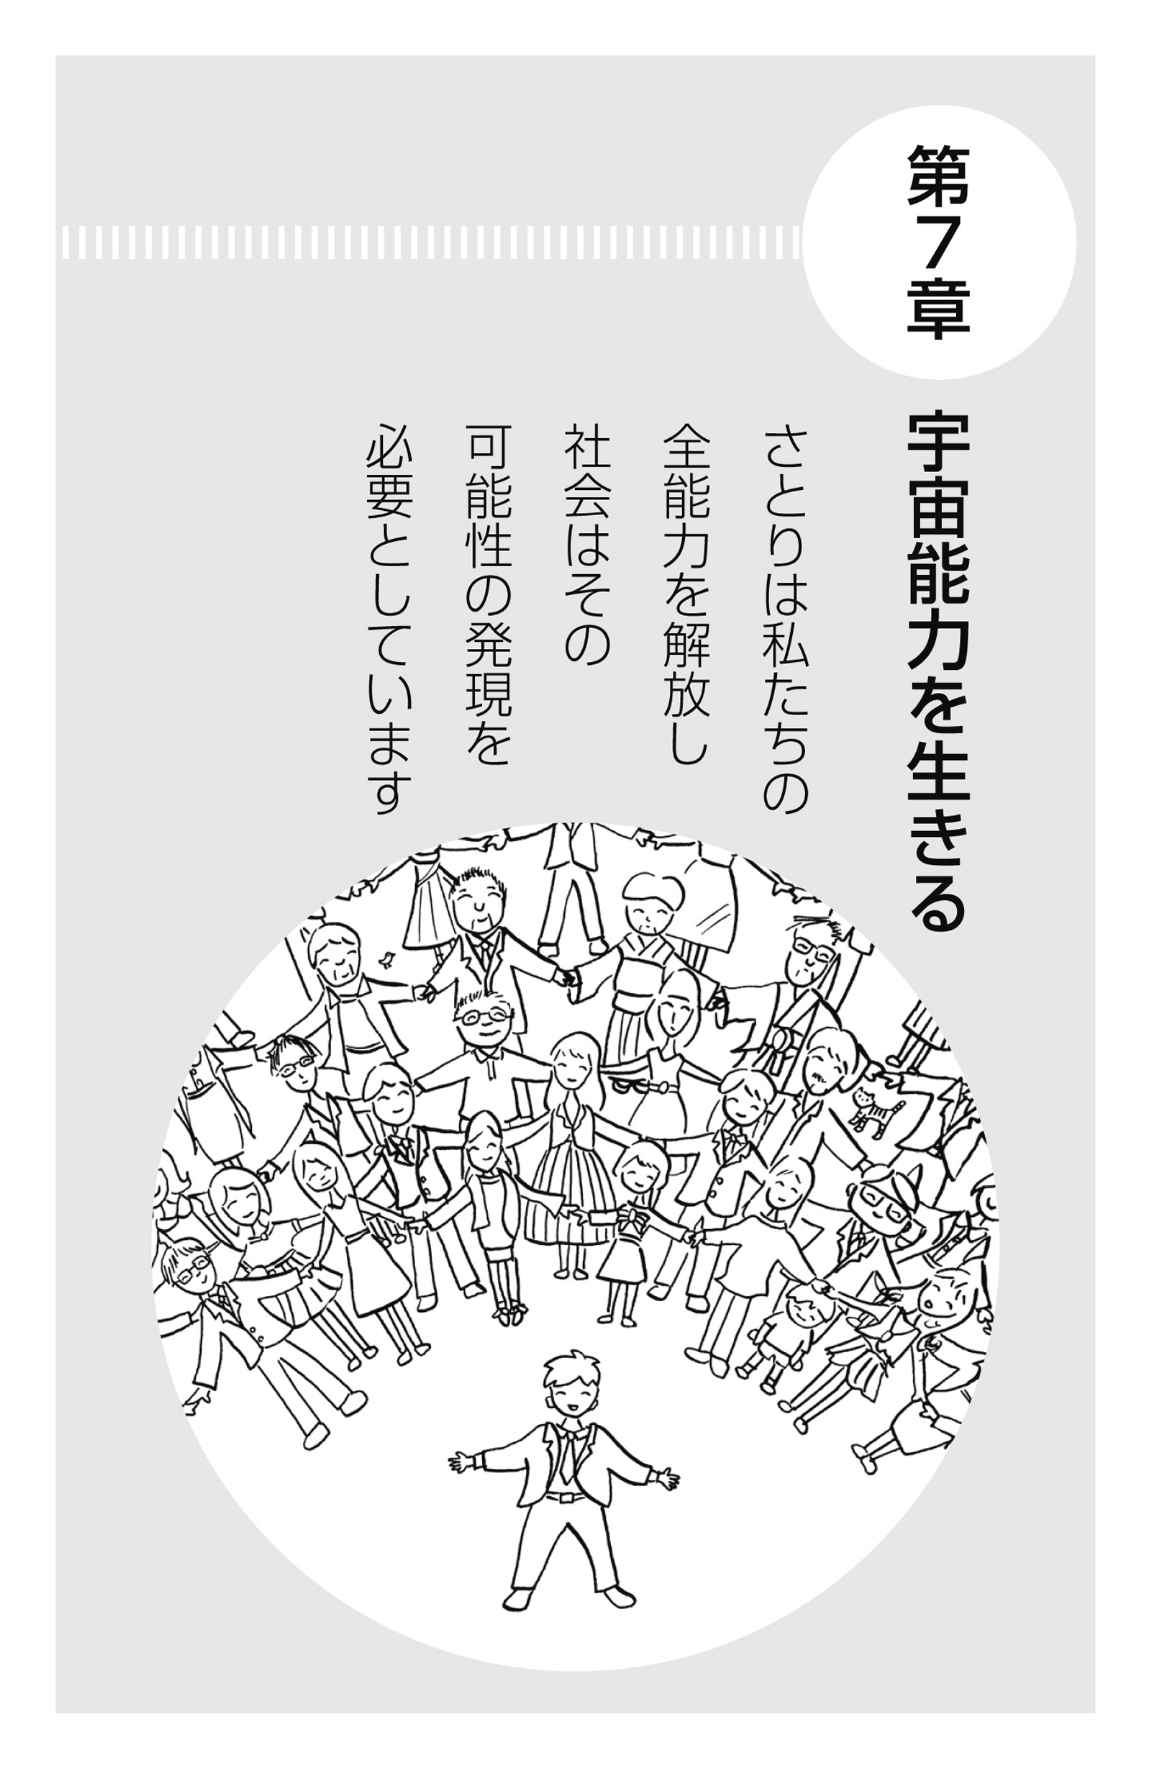 第7章
宇宙能力を生きる
さとりは私たちの
全能力を解放し
社会はその
可能性の発現を
必要としています